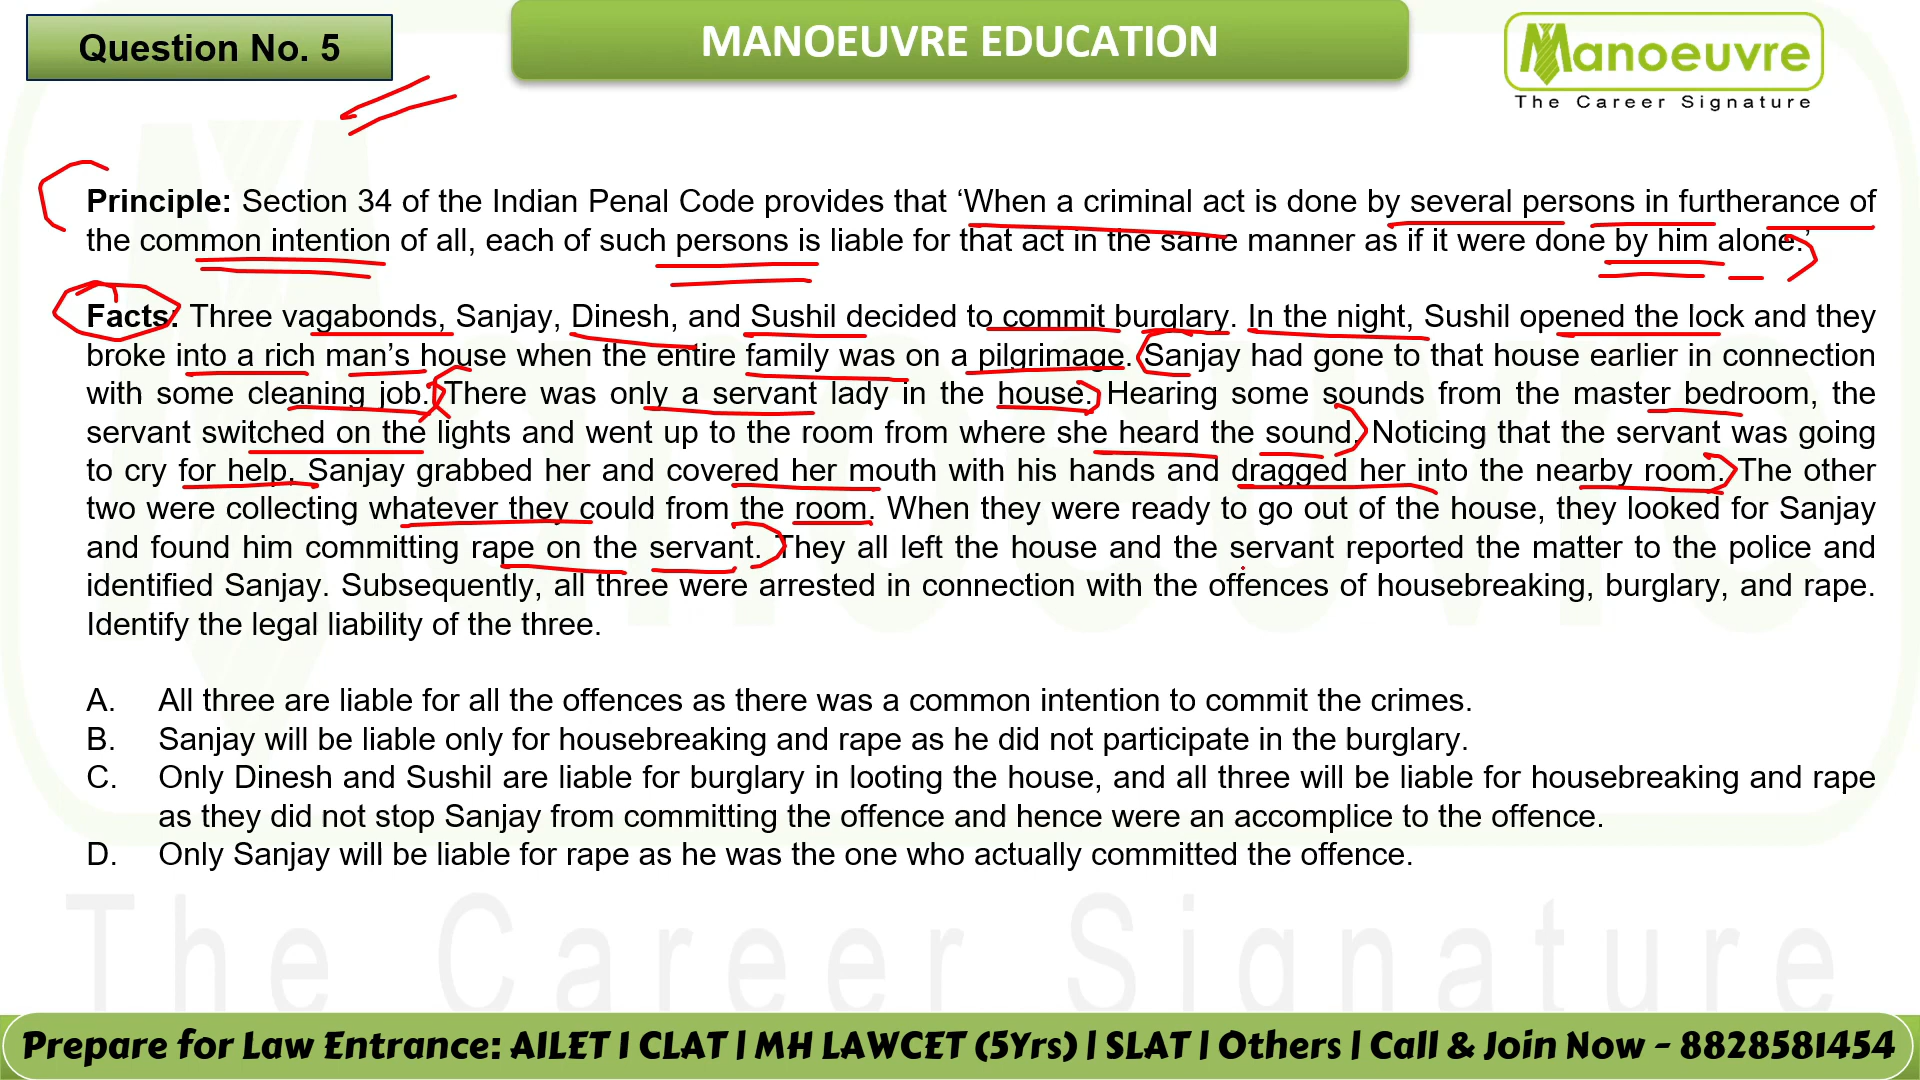 Question No. 5
MANOEUVRE EDUCATION
Manoeuvre
The Career Signature
Principle: Section 34 of the Indian Penal Code provides that ‘When a criminal act is done by several persons in furtherance of
the common intention of all, each of such persons is liable for that act in the same manner as if it were done by him alone.’
Facts: Three vagabonds, Sanjay, Dinesh, and Sushil decided to commit burglary. In the night, Sushil opened the lock and they
broke into a rich man’s house when the entire family was on a pilgrimage. Sanjay had gone to that house earlier in connection
with some cleaning job. There was only a servant lady in the house. Hearing some sounds from the master bedroom, the
servant switched on the lights and went up to the room from where she heard the sound. Noticing that the servant was going
to cry for help. Sanjay grabbed her and covered her mouth with his hands and dragged her into the nearby room. The other
two were collecting whatever they could from the room. When they were ready to go out of the house, they looked for Sanjay
and found him committing rape on the servant. They all left the house and the servant reported the matter to the police and
identified Sanjay. Subsequently, all three were arrested in connection with the offences of housebreaking, burglary, and rape.
Identify the legal liability of the three.
A. All three are liable for all the offences as there was a common intention to commit the crimes.
B. Sanjay will be liable only for housebreaking and rape as he did not participate in the burglary.
C. Only Dinesh and Sushil are liable for burglary in looting the house, and all three will be liable for housebreaking and rape
as they did not stop Sanjay from committing the offence and hence were an accomplice to the offence.
D. Only Sanjay will be liable for rape as he was the one who actually committed the offence.
The Career Signature
Prepare for Law Entrance: AILET | CLAT | MH LAWCET (5Yrs) | SLAT | Others | Call & Join Now - 8828581454